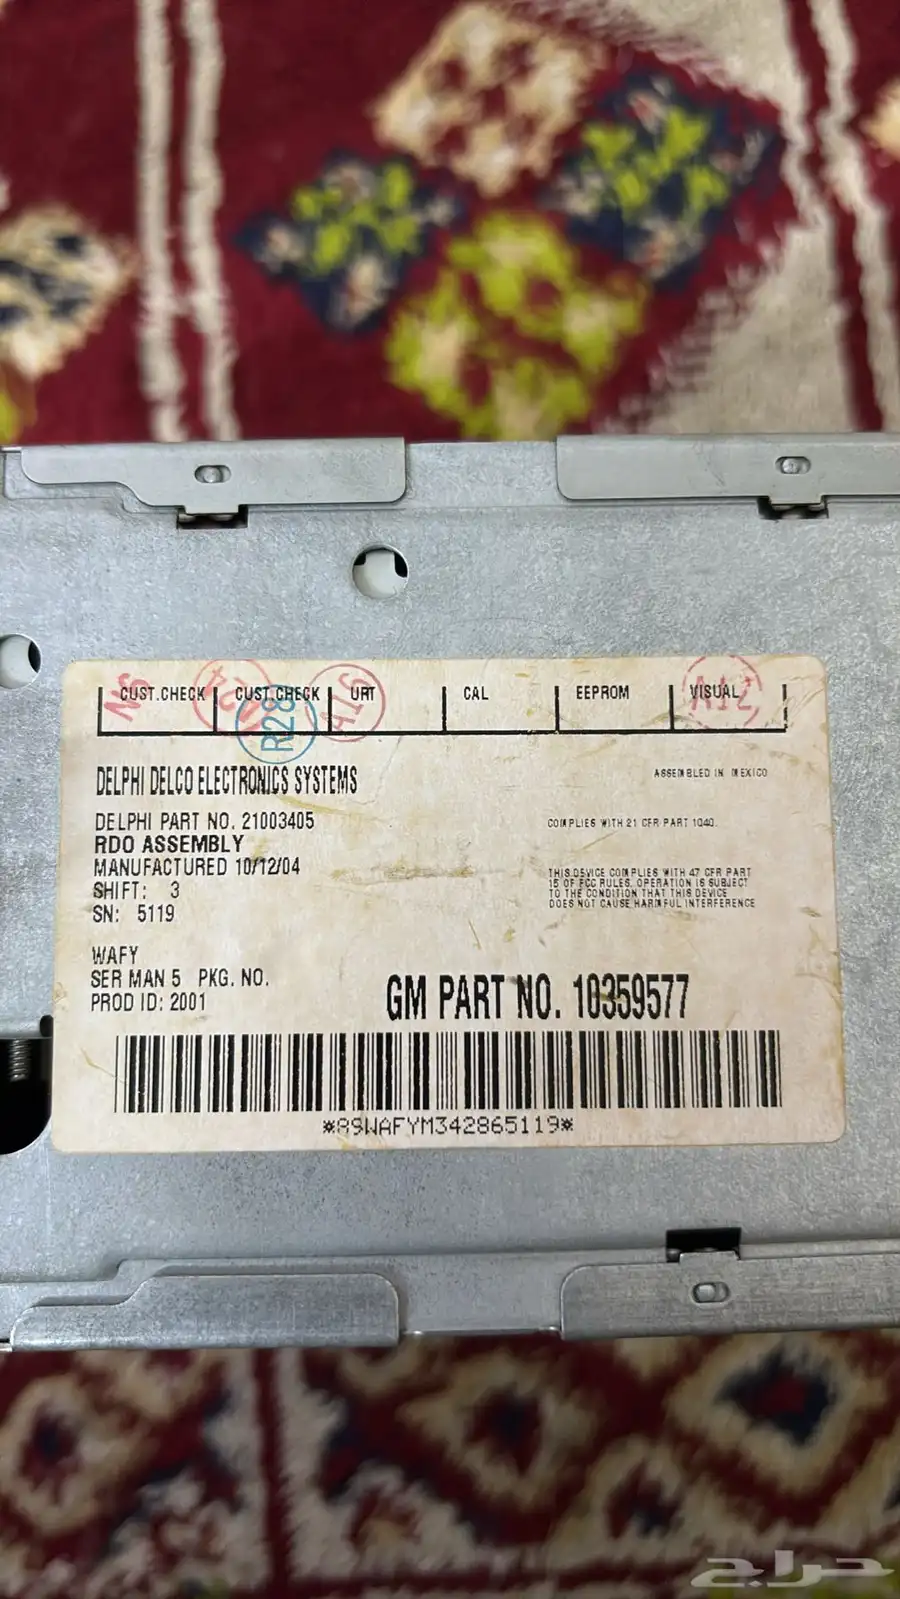 CUST.CHECK CUST.CHECK URT CAL EEPROM VISUAL
R28
DELPHI DELCO ELECTRONICS SYSTEMS
ASSEMBLED IN MEXICO
DELPHI PART NO. 21003405
COMPLIES WITH 21 CFR PART 1040.
RDO ASSEMBLY
MANUFACTURED 10/12/04
SHIFT: 3
SN: 5119
THIS DEVICE COMPLIES WITH 47 CFR PART
15 OF FCC RULES. OPERATION IS SUBJECT
TO THE CONDITION THAT THIS DEVICE
DOES NOT CAUSE HARMFUL INTERFERENCE
WAFY
SER MAN 5 PKG. NO.
PROD ID: 2001
GM PART NO. 10359577
*A9WAFYM342865119*
حراج